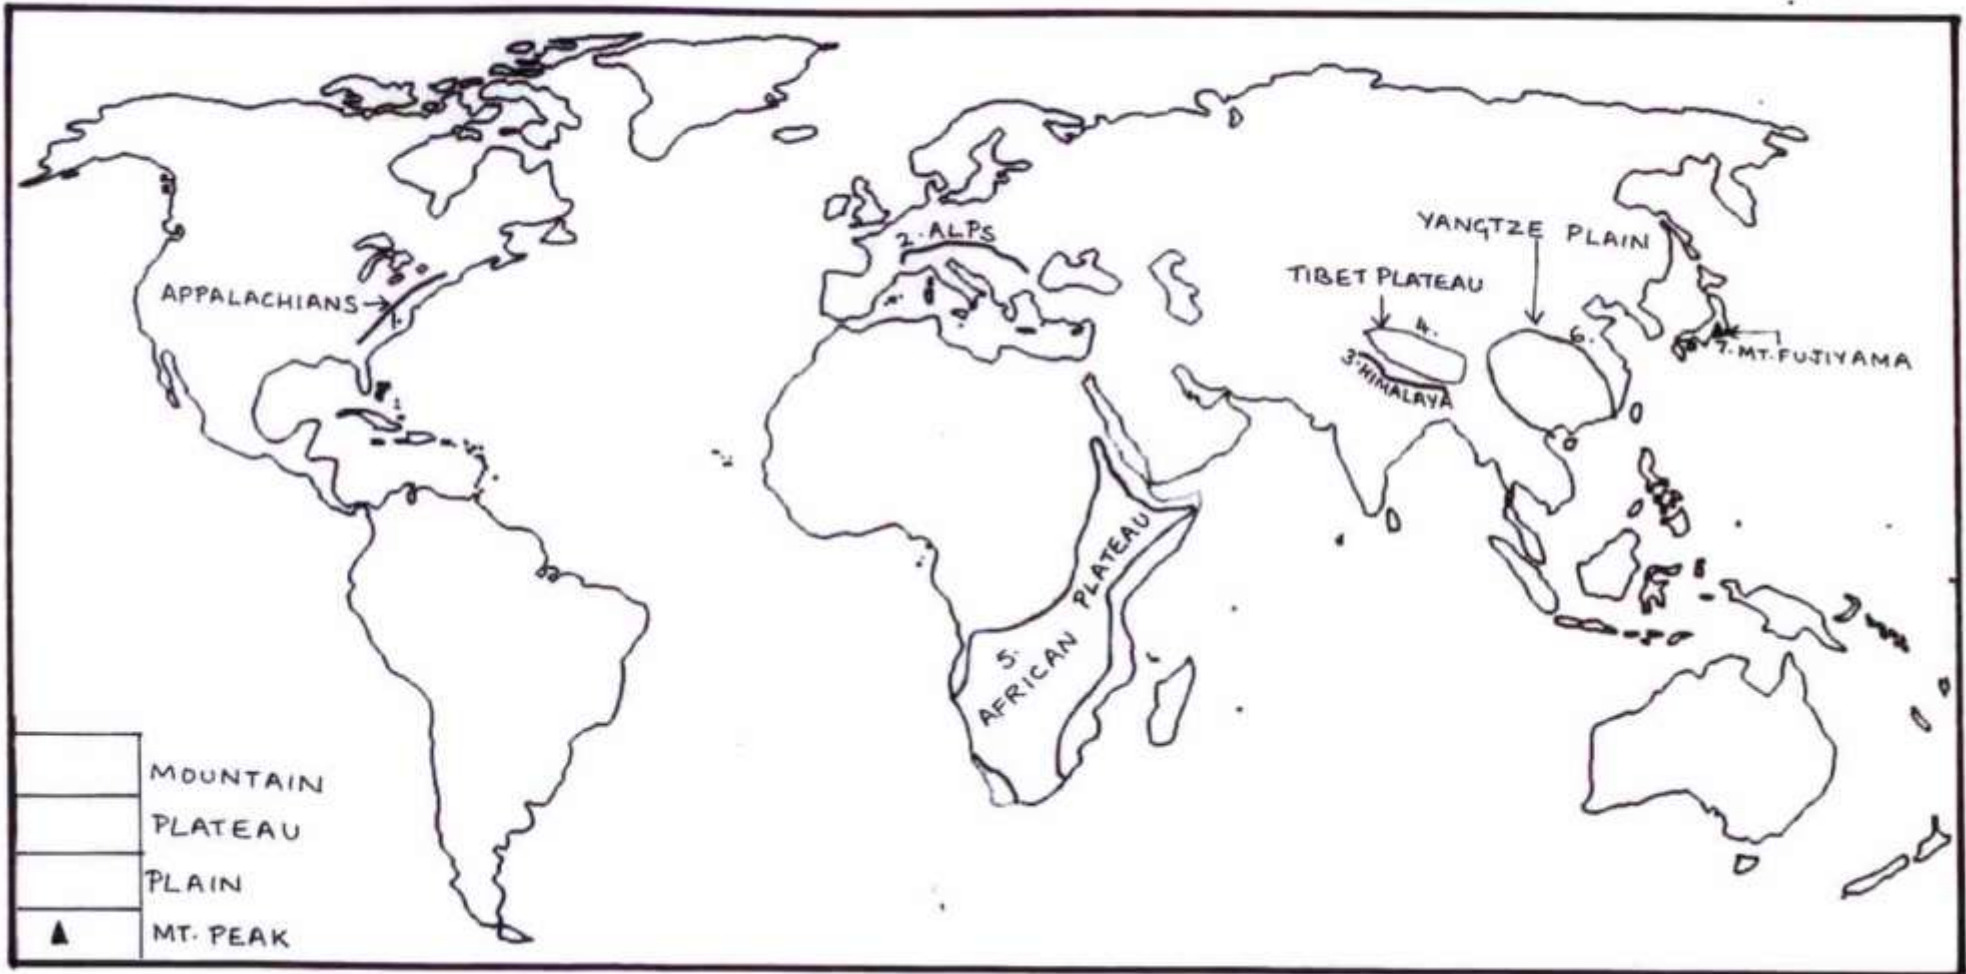 2. ALPS
YANGTZE PLAIN
TIBET PLATEAU
APPALACHIANS
1.
4.
6.
3. HIMALAYA
7. MT. FUJIYAMA
5.
AFRICAN PLATEAU
MOUNTAIN
PLATEAU
PLAIN
MT. PEAK